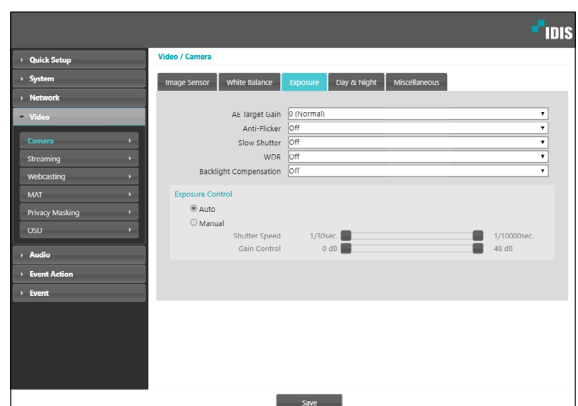 IDIS
Quick Setup
System
Network
Video
Camera
Streaming
Webcasting
MAT
Privacy Masking
OSD
Audio
Event Action
Event
Video / Camera
Image Sensor White Balance Exposure Day & Night Miscellaneous
AE Target Gain 0 (Normal)
Anti-Flicker Off
Slow Shutter Off
WDR Off
Backlight Compensation Off
Exposure Control
Auto
Manual
Shutter Speed 1/30sec. 1/10000sec.
Gain Control 0 dB 48 dB
Save